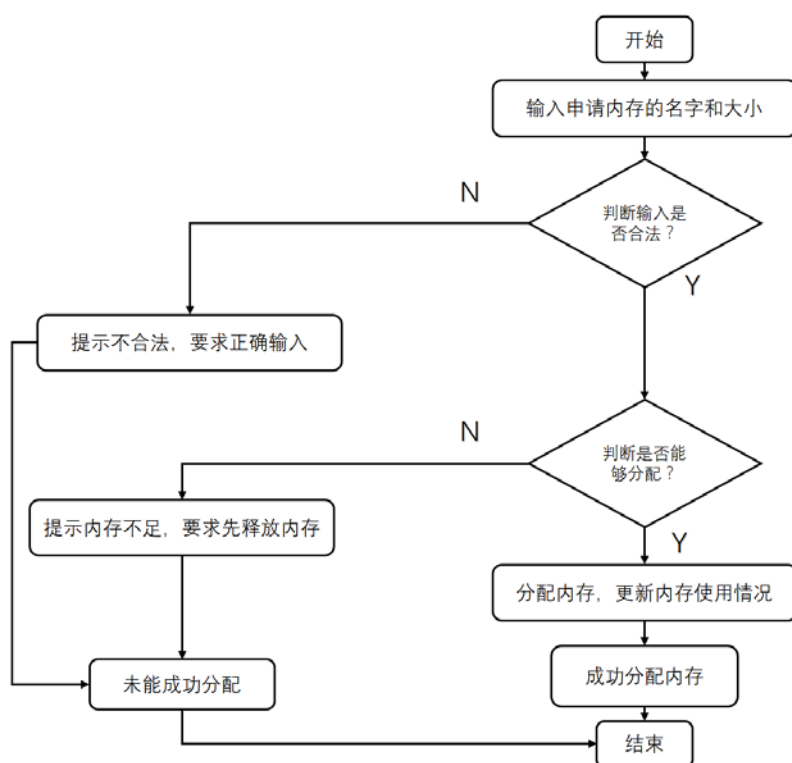 开始
输入申请内存的名字和大小
N
判断输入是
否合法？
Y
提示不合法，要求正确输入
N
判断是否能
够分配？
提示内存不足，要求先释放内存
Y
分配内存，更新内存使用情况
未能成功分配
成功分配内存
结束